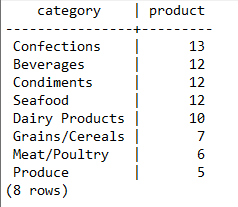 category | product
-----------------+---------
Confections | 13
Beverages | 12
Condiments | 12
Seafood | 12
Dairy Products | 10
Grains/Cereals | 7
Meat/Poultry | 6
Produce | 5
(8 rows)